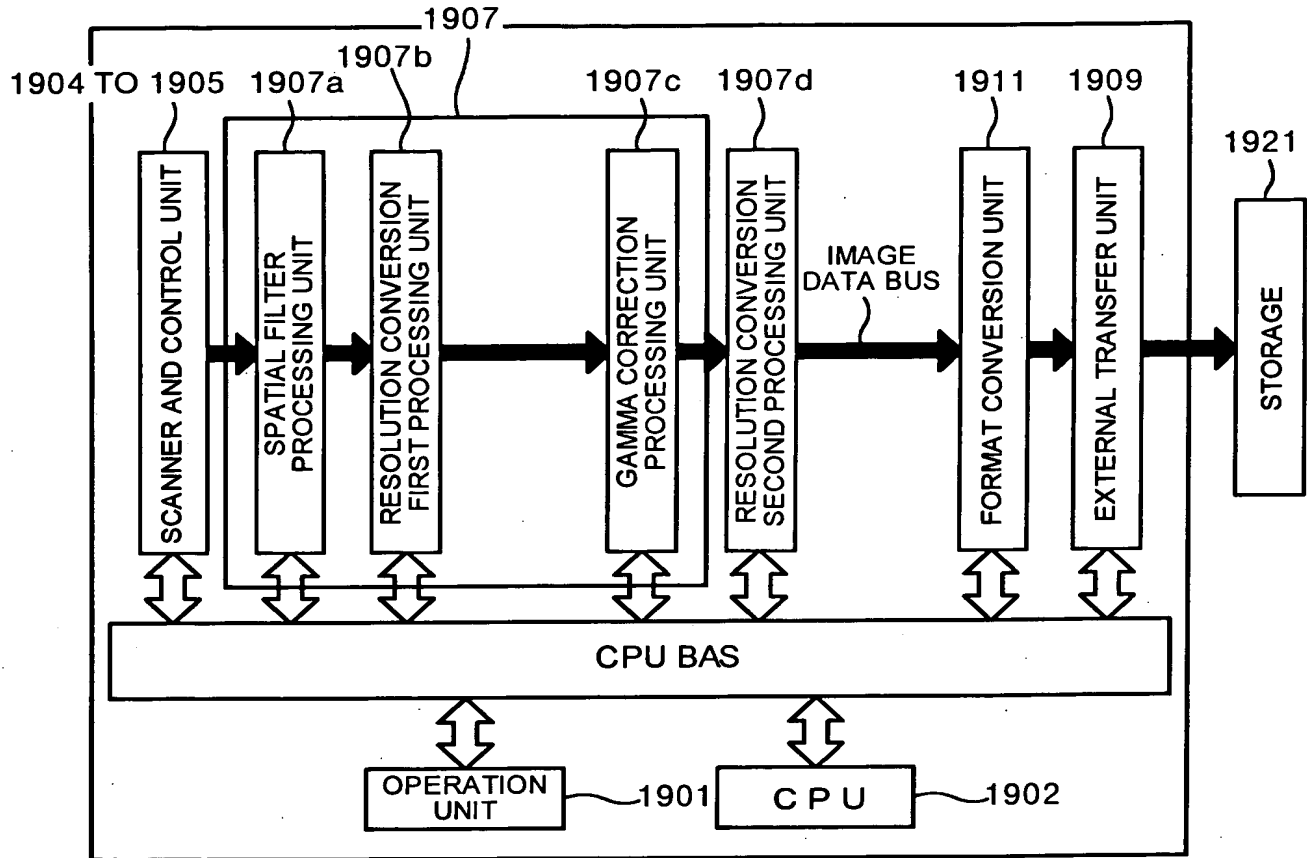 1907
1907b
1904 TO 1905
1907a
1907c
1907d
1911
1909
1921
SCANNER AND CONTROL UNIT
SPATIAL FILTER
PROCESSING UNIT
RESOLUTION CONVERSION
FIRST PROCESSING UNIT
GAMMA CORRECTION
PROCESSING UNIT
RESOLUTION CONVERSION
SECOND PROCESSING UNIT
IMAGE
DATA BUS
FORMAT CONVERSION UNIT
EXTERNAL TRANSFER UNIT
STORAGE
CPU BAS
OPERATION
UNIT
1901
CPU
1902